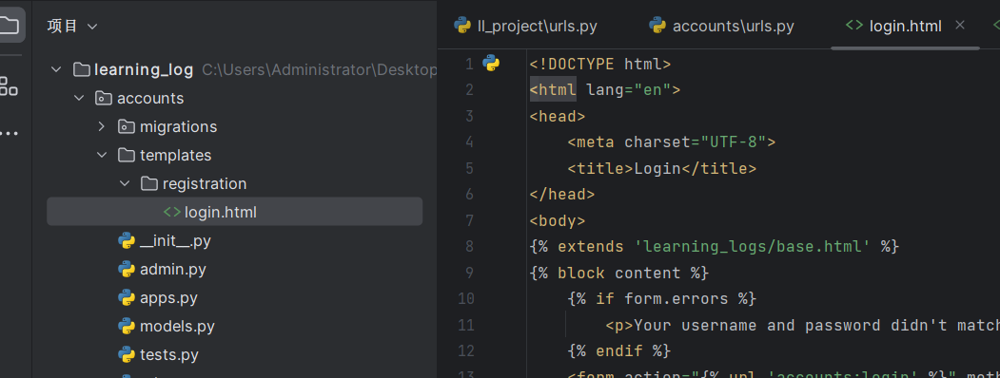 项目
learning_log C:\Users\Administrator\Desktop
accounts
migrations
templates
registration
<> login.html
__init__.py
admin.py
apps.py
models.py
tests.py
ll_project\urls.py accounts\urls.py <> login.html ×
1 <!DOCTYPE html>
2 <html lang="en">
3 <head>
4 <meta charset="UTF-8">
5 <title>Login</title>
6 </head>
7 <body>
8 {% extends 'learning_logs/base.html' %}
9 {% block content %}
10 {% if form.errors %}
11 <p>Your username and password didn't match
12 {% endif %}
13 <form action="{% url 'accounts:login' %}" meth